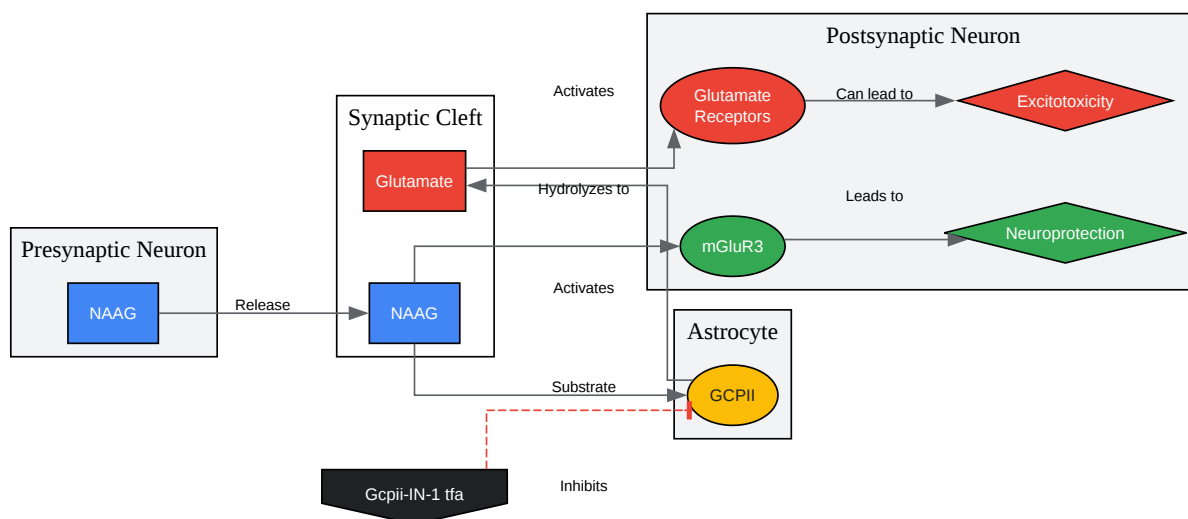 Postsynaptic Neuron
Activates
Glutamate
Receptors
Can lead to
Excitotoxicity
Synaptic Cleft
Glutamate
Hydrolyzes to
Leads to
Presynaptic Neuron
mGluR3
Neuroprotection
NAAG
Release
NAAG
Activates
Astrocyte
Substrate
GCPII
Gcpii-IN-1 tfa
Inhibits